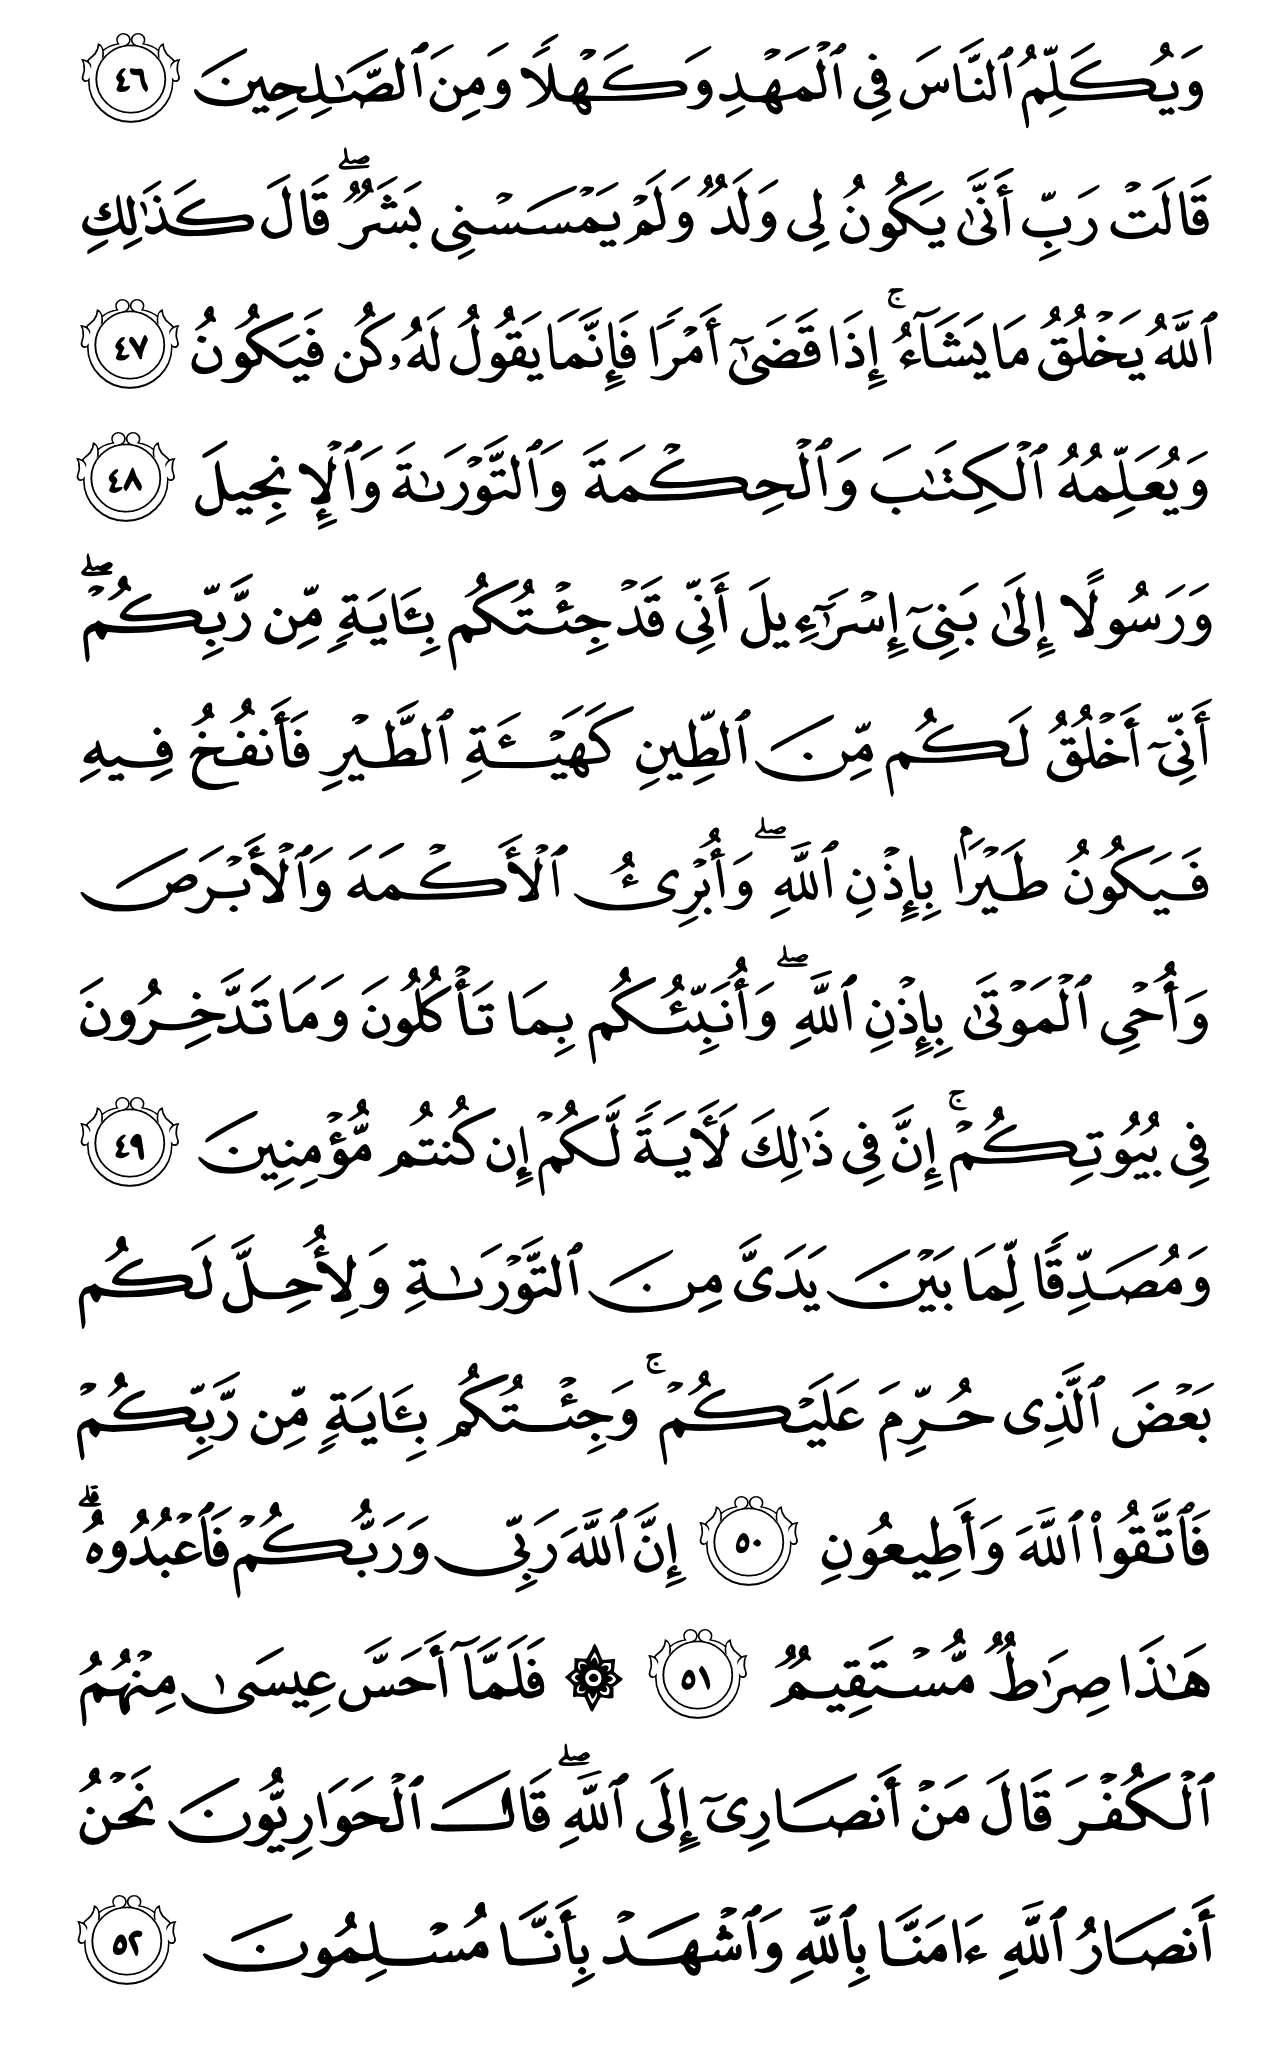 وَيُكَلِّمُ ٱلنَّاسَ فِي ٱلْمَهْدِ وَكَهْلًا وَمِنَ ٱلصَّٰلِحِينَ ٤٦
قَالَتْ رَبِّ أَنَّىٰ يَكُونُ لِي وَلَدٌ وَلَمْ يَمْسَسْنِي بَشَرٌ ۖ قَالَ كَذَٰلِكِ
ٱللَّهُ يَخْلُقُ مَا يَشَآءُ ۚ إِذَا قَضَىٰٓ أَمْرًا فَإِنَّمَا يَقُولُ لَهُۥ كُن فَيَكُونُ ٤٧
وَيُعَلِّمُهُ ٱلْكِتَٰبَ وَٱلْحِكْمَةَ وَٱلتَّوْرَىٰةَ وَٱلْإِنجِيلَ ٤٨
وَرَسُولًا إِلَىٰ بَنِىٓ إِسْرَٰٓءِيلَ أَنِّى قَدْ جِئْتُكُم بِـَٔايَةٍ مِّن رَّبِّكُمْ ۖ
أَنِّىٓ أَخْلُقُ لَكُم مِّنَ ٱلطِّينِ كَهَيْـَٔةِ ٱلطَّيْرِ فَأَنفُخُ فِيهِ
فَيَكُونُ طَيْرًۢا بِإِذْنِ ٱللَّهِ ۖ وَأُبْرِئُ ٱلْأَكْمَهَ وَٱلْأَبْرَصَ
وَأُحْىِ ٱلْمَوْتَىٰ بِإِذْنِ ٱللَّهِ ۖ وَأُنَبِّئُكُم بِمَا تَأْكُلُونَ وَمَا تَدَّخِرُونَ
فِى بُيُوتِكُمْ ۚ إِنَّ فِى ذَٰلِكَ لَـَٔايَةً لَّكُمْ إِن كُنتُم مُّؤْمِنِينَ ٤٩
وَمُصَدِّقًا لِّمَا بَيْنَ يَدَىَّ مِنَ ٱلتَّوْرَىٰةِ وَلِأُحِلَّ لَكُم
بَعْضَ ٱلَّذِى حُرِّمَ عَلَيْكُمْ ۚ وَجِئْتُكُم بِـَٔايَةٍ مِّن رَّبِّكُمْ
فَٱتَّقُوا۟ ٱللَّهَ وَأَطِيعُونِ ٥٠ إِنَّ ٱللَّهَ رَبِّى وَرَبُّكُمْ فَٱعْبُدُوهُ ۗ
هَٰذَا صِرَٰطٌ مُّسْتَقِيمٌ ٥١ ۞ فَلَمَّآ أَحَسَّ عِيسَىٰ مِنْهُمُ
ٱلْكُفْرَ قَالَ مَنْ أَنصَارِىٓ إِلَى ٱللَّهِ ۖ قَالَ ٱلْحَوَارِيُّونَ نَحْنُ
أَنصَارُ ٱللَّهِ ءَامَنَّا بِٱللَّهِ وَٱشْهَدْ بِأَنَّا مُسْلِمُونَ ٥٢